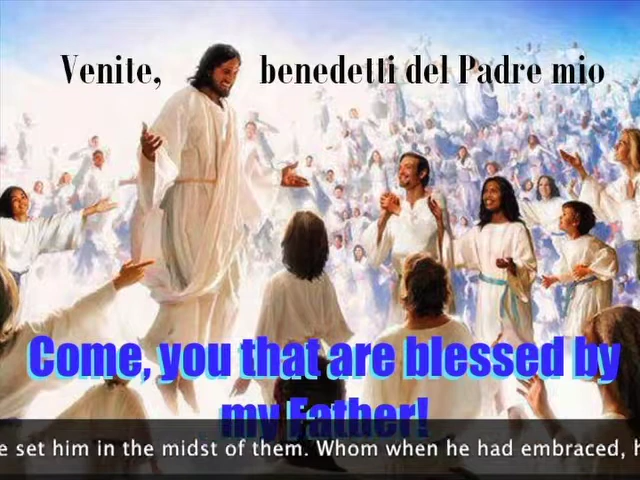 Venite, benedetti del Padre mio
Come, you that are blessed by
my Father!
set him in the midst of them. Whom when he had embraced,